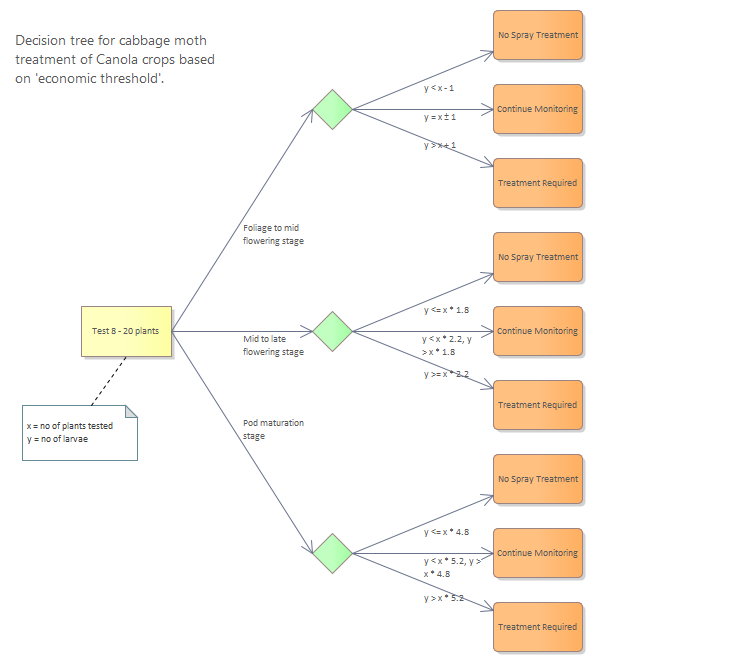 Decision tree for cabbage moth
treatment of Canola crops based
on 'economic threshold'.
No Spray Treatment
y < x - 1
Continue Monitoring
y = x ± 1
y > x + 1
Treatment Required
Foliage to mid
flowering stage
No Spray Treatment
y <= x * 1.8
Test 8 - 20 plants
Continue Monitoring
Mid to late
flowering stage
y < x * 2.2, y
> x * 1.8
y >= x * 2.2
Treatment Required
x = no of plants tested
y = no of larvae
Pod maturation
stage
No Spray Treatment
y <= x * 4.8
Continue Monitoring
y < x * 5.2, y >
x * 4.8
y > x * 5.2
Treatment Required